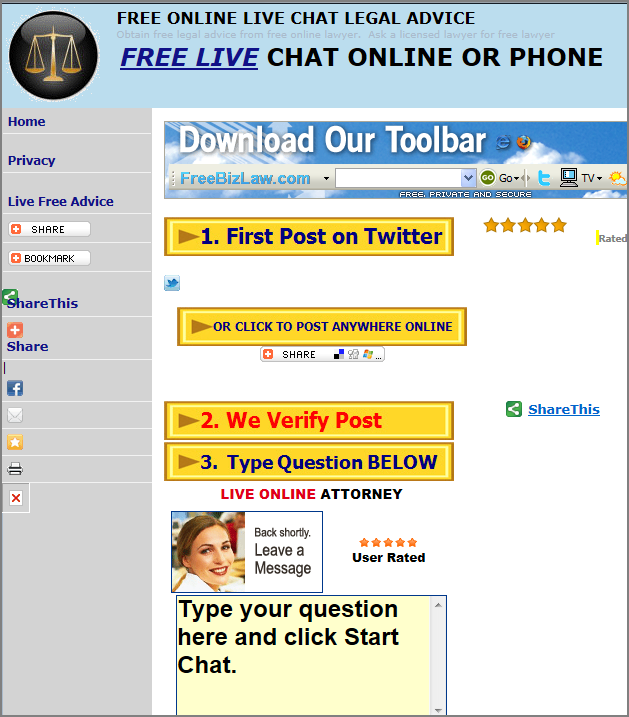 FREE ONLINE LIVE CHAT LEGAL ADVICE
Obtain free legal advice from free online lawyer. Ask a licensed lawyer for free lawyer
FREE LIVE CHAT ONLINE OR PHONE
Home
Privacy
Live Free Advice
SHARE
BOOKMARK
ShareThis
Share
Download Our Toolbar
FreeBizLaw.com GO Go TV
FREE, PRIVATE AND SECURE
1. First Post on Twitter
Rated
OR CLICK TO POST ANYWHERE ONLINE
SHARE ...
2. We Verify Post
ShareThis
3. Type Question BELOW
LIVE ONLINE ATTORNEY
Back shortly.
Leave a
Message
User Rated
Type your question
here and click Start
Chat.